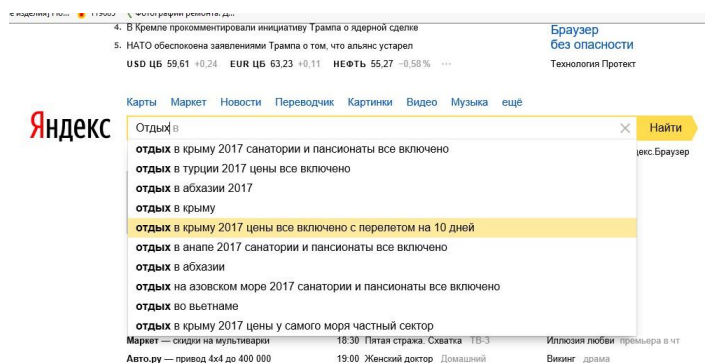 119003
4. В Кремле прокомментировали инициативу Трампа о ядерной сделке
5. НАТО обеспокоена заявлениями Трампа о том, что альянс устарел
USD ЦБ 59,61 +0,24 EUR ЦБ 63,23 +0,11 НЕФТЬ 55,27 −0,58 % ···
Браузер
без опасности
Технология Протект
Карты Маркет Новости Переводчик Картинки Видео Музыка ещё
Яндекс
Отдых в
Найти
декс.Браузер
отдых в крыму 2017 санатории и пансионаты все включено
отдых в турции 2017 цены все включено
отдых в абхазии 2017
отдых в крыму
отдых в крыму 2017 цены все включено с перелетом на 10 дней
отдых в анапе 2017 санатории и пансионаты все включено
отдых в абхазии
отдых на азовском море 2017 санатории и пансионаты все включено
отдых во вьетнаме
отдых в крыму 2017 цены у самого моря частный сектор
Маркет — скидки на мультиварки 18:30 Пятая стража. Схватка ТВ-3 Иллюзия любви премьера в чт
Авто.ру — привод 4x4 до 400 000 19:00 Женский доктор Домашний Викинг драма